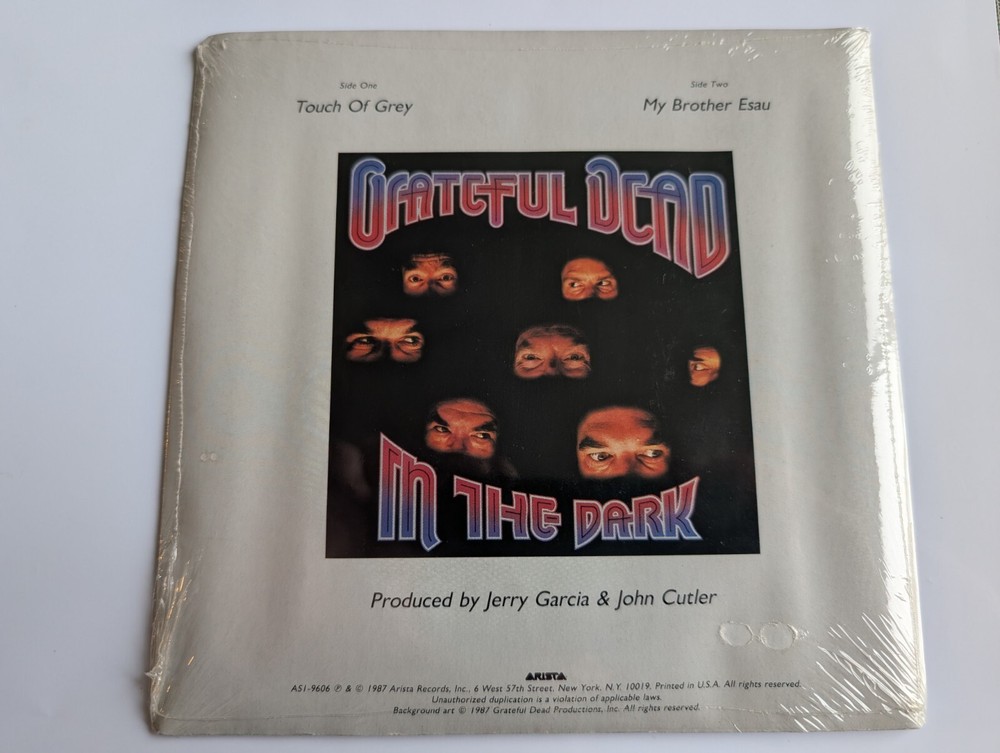 Side One
Touch Of Grey
Side Two
My Brother Esau
GRATEFUL DEAD
IN THE DARK
Produced by Jerry Garcia & John Cutler
ARISTA
AS1-9606 ℗ & © 1987 Arista Records, Inc., 6 West 57th Street, New York, N.Y. 10019. Printed in U.S.A. All rights reserved.
Unauthorized duplication is a violation of applicable laws.
Background art © 1987 Grateful Dead Productions, Inc. All rights reserved.